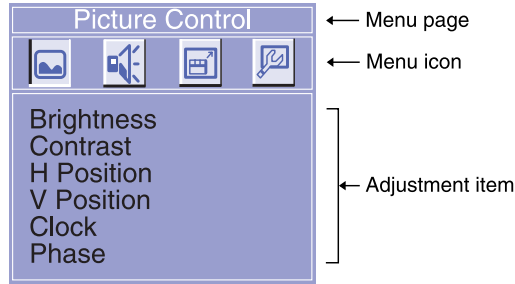 Picture Control
Menu page
Menu icon
Brightness
Contrast
H Position
V Position
Clock
Phase
Adjustment item